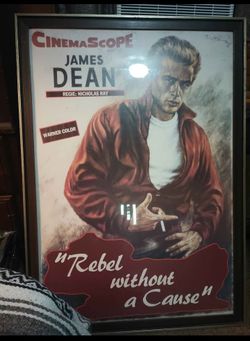 CINEMASCOPE
JAMES
DEAN
REGIE: NICHOLAS RAY
WARNER COLOR
"Rebel
without
a Cause"